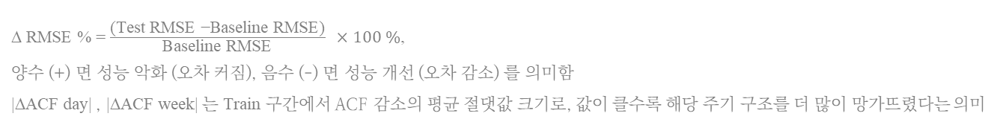 Δ RMSE % = (Test RMSE −Baseline RMSE) / Baseline RMSE × 100 %,
양수 (+) 면 성능 악화 (오차 커짐), 음수 (−) 면 성능 개선 (오차 감소) 를 의미함
|ΔACF day| , |ΔACF week| 는 Train 구간에서 ACF 감소의 평균 절댓값 크기로, 값이 클수록 해당 주기 구조를 더 많이 망가뜨렸다는 의미